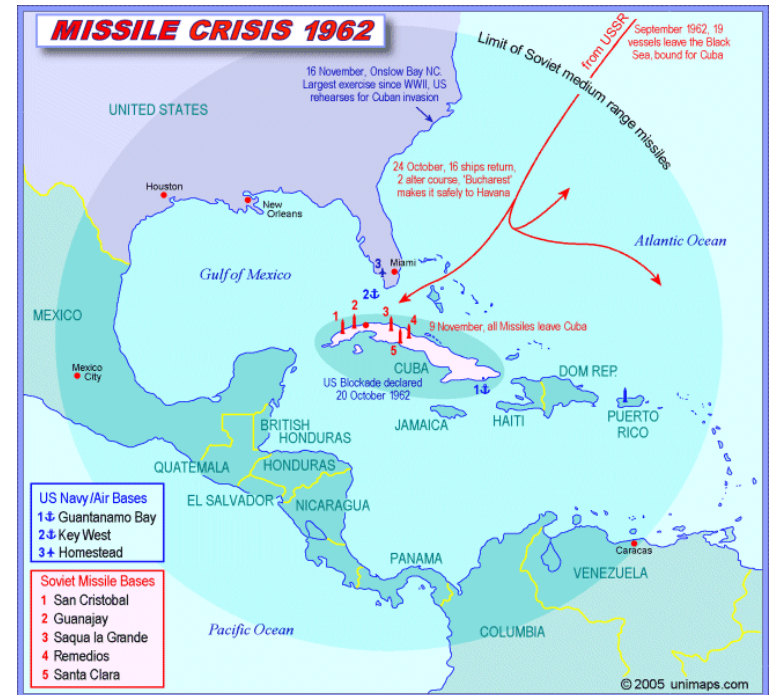 MISSILE CRISIS 1962
from USSR
September 1962, 19
vessels leave the Black
Sea, bound for Cuba
Limit of Soviet medium range missiles
16 November, Onslow Bay NC.
Largest exercise since WWII, US
rehearses for Cuban invasion
UNITED STATES
24 October, 16 ships return,
2 alter course, 'Bucharest'
makes it safely to Havana
Houston
New
Orleans
Atlantic Ocean
3
Miami
Gulf of Mexico
2
MEXICO
1
2
3
4
5
9 November, all Missiles leave Cuba
Mexico
City
CUBA
US Blockade declared
20 October 1962
1
DOM REP.
BRITISH
HONDURAS
JAMAICA
HAITI
PUERTO
RICO
QUATEMALA
HONDURAS
EL SALVADOR
NICARAGUA
US Navy/Air Bases
1 Guantanamo Bay
2 Key West
3 Homestead
PANAMA
Caracas
VENEZUELA
Soviet Missile Bases
1 San Cristobal
2 Guanajay
3 Saqua la Grande
4 Remedios
5 Santa Clara
Pacific Ocean
COLUMBIA
© 2005 unimaps.com